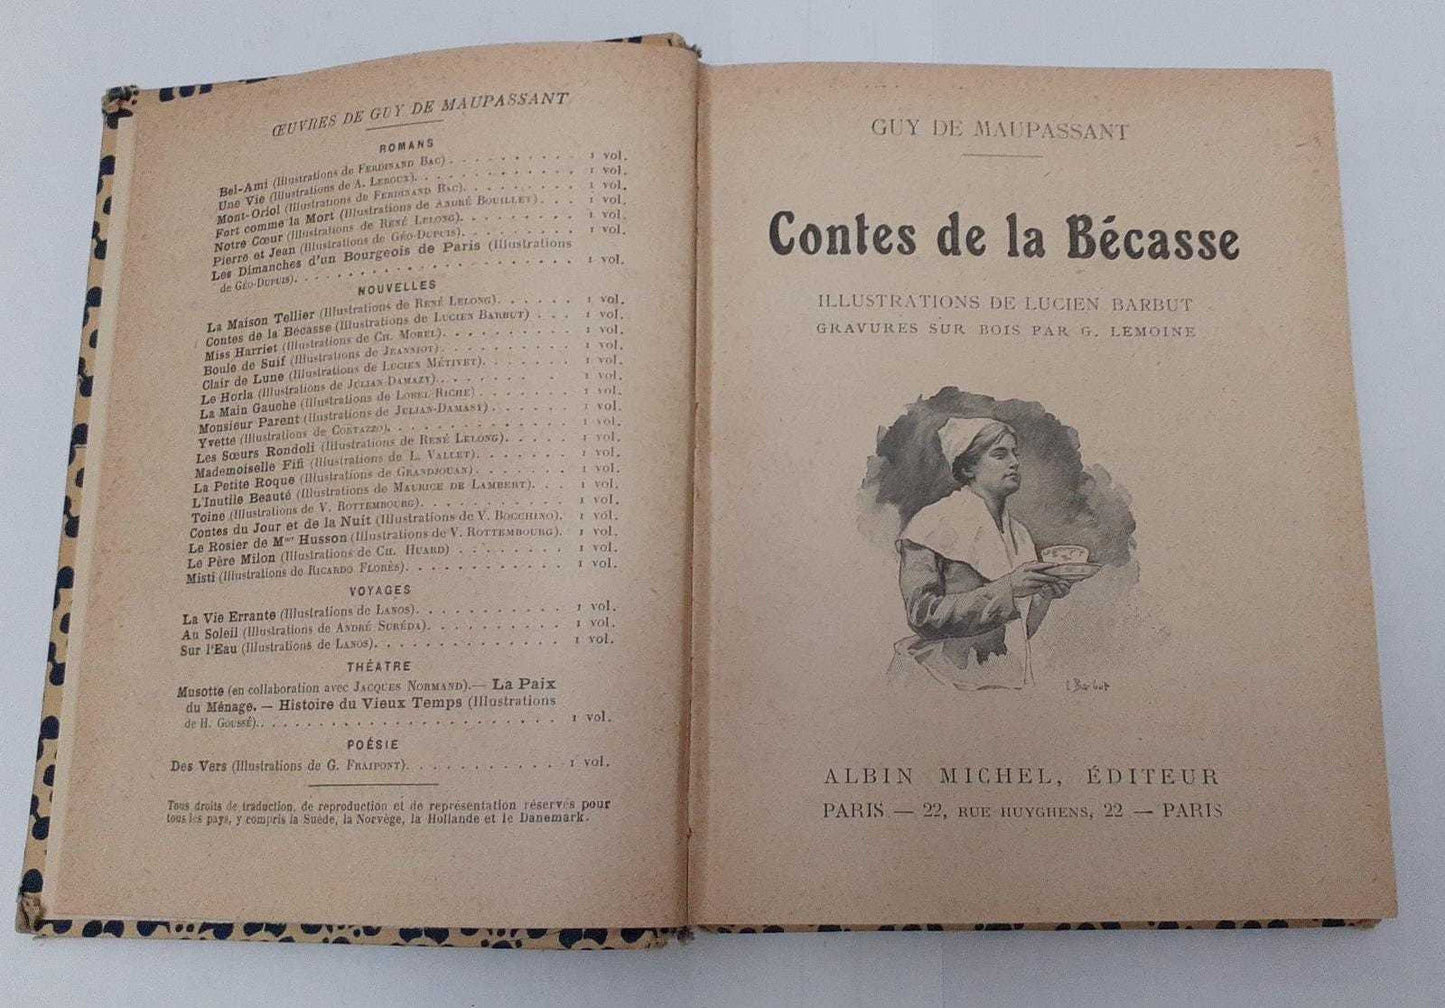 ŒUVRES DE GUY DE MAUPASSANT
ROMANS
Bel-Ami (Illustrations de FERDINAND BAC) . . . . . . . . . . 1 vol.
Une Vie (Illustrations de A. LEROUX). . . . . . . . . . . . 1 vol.
Mont-Oriol (Illustrations de FERDINAND BAC). . . . . . . . 1 vol.
Fort comme la Mort (Illustrations de ANDRÉ BOUILLET). . . 1 vol.
Notre Cœur (Illustrations de RENÉ LELONG). . . . . . . . 1 vol.
Pierre et Jean (Illustrations de GÉO-DUPUIS). . . . . . . . 1 vol.
Les Dimanches d'un Bourgeois de Paris (Illustrations
de GÉO-DUPUIS). . . . . . . . . . . . . . . . . . 1 vol.
NOUVELLES
La Maison Tellier (Illustrations de RENÉ LELONG). . . . . . 1 vol.
Contes de la Bécasse (Illustrations de LUCIEN BARBUT) . . . 1 vol.
Miss Harriet (Illustrations de CH. MOREL). . . . . . . . . 1 vol.
Boule de Suif (Illustrations de JEANNIOT). . . . . . . . . 1 vol.
Clair de Lune (Illustrations de LUCIEN MÉTIVET). . . . . . 1 vol.
Le Horla (Illustrations de JULIAN-DAMAZY). . . . . . . . 1 vol.
La Main Gauche (Illustrations de LOBEL RICHE) . . . . . . 1 vol.
Monsieur Parent (Illustrations de JULIAN-DAMASY) . . . . . . 1 vol.
Yvette (Illustrations de CORTAZZO). . . . . . . . . . . 1 vol.
Les Sœurs Rondoli (Illustrations de RENÉ LELONG). . . . . 1 vol.
Mademoiselle Fifi (Illustrations de L. VALLET). . . . . . . 1 vol.
La Petite Roque (Illustrations de GRANDJOUAN). . . . . . . 1 vol.
L'Inutile Beauté (Illustrations de MAURICE DE LAMBERT). . . 1 vol.
Toine (Illustrations de V. ROTTEMBOURG). . . . . . . . . . 1 vol.
Contes du Jour et de la Nuit (Illustrations de V. BOCCHINO). 1 vol.
Le Rosier de Mme Husson (Illustrations de V. ROTTEMBOURG). 1 vol.
Le Père Milon (Illustrations de CH. HUARD) . . . . . . . . 1 vol.
Misti (Illustrations de RICARDO FLORÈS). . . . . . . . . . . 1 vol.
VOYAGES
La Vie Errante (Illustrations de LANOS). . . . . . . . . . . 1 vol.
Au Soleil (Illustrations de ANDRÉ SURÉDA). . . . . . . . . . 1 vol.
Sur l'Eau (Illustrations de LANOS). . . . . . . . . . . . . . 1 vol.
THÉATRE
Musotte (en collaboration avec JACQUES NORMAND).— La Paix
du Ménage. — Histoire du Vieux Temps (Illustrations
de H. GOUSSÉ). . . . . . . . . . . . . . . . . . . . 1 vol.
POÉSIE
Des Vers (Illustrations de G. FRAIPONT). . . . . . . . . . . 1 vol.
Tous droits de traduction, de reproduction et de représentation réservés pour
tous les pays, y compris la Suède, la Norvège, la Hollande et le Danemark.
GUY DE MAUPASSANT
Contes de la Bécasse
ILLUSTRATIONS DE LUCIEN BARBUT
GRAVURES SUR BOIS PAR G. LEMOINE
L Barbut
ALBIN MICHEL, ÉDITEUR
PARIS — 22, RUE HUYGHENS, 22 — PARIS